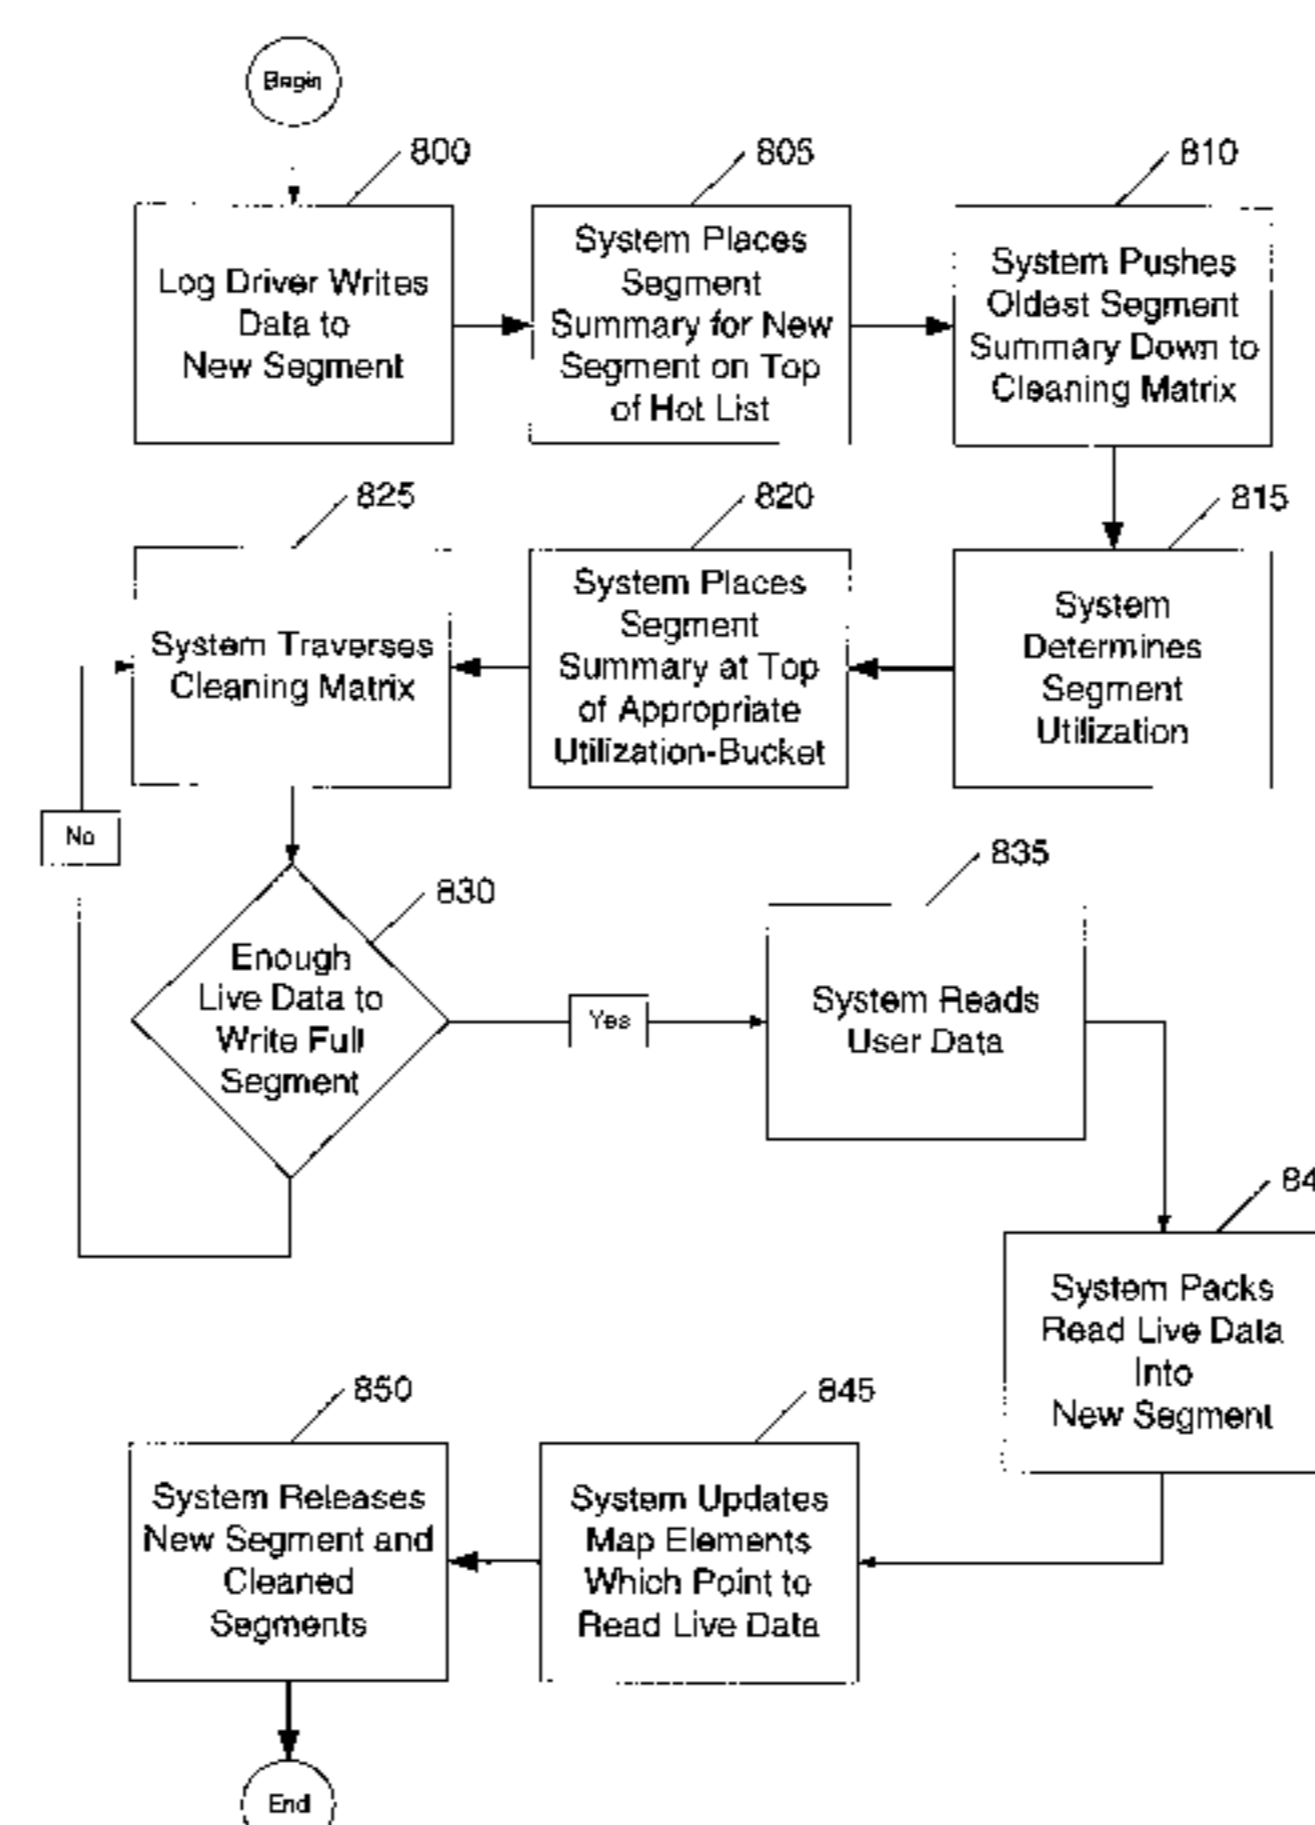 Begin
800
Log Driver Writes
Data to
New Segment
805
System Places
Segment
Summary for New
Segment on Top
of Hot List
810
System Pushes
Oldest Segment
Summary Down to
Cleaning Matrix
815
System
Determines
Segment
Utilization
820
System Places
Segment
Summary at Top
of Appropriate
Utilization-Bucket
825
System Traverses
Cleaning Matrix
No
830
Enough
Live Data to
Write Full
Segment
Yes
835
System Reads
User Data
System Packs
Read Live Data
Into
New Segment
845
System Updates
Map Elements
Which Point to
Read Live Data
850
System Releases
New Segment and
Cleaned
Segments
End